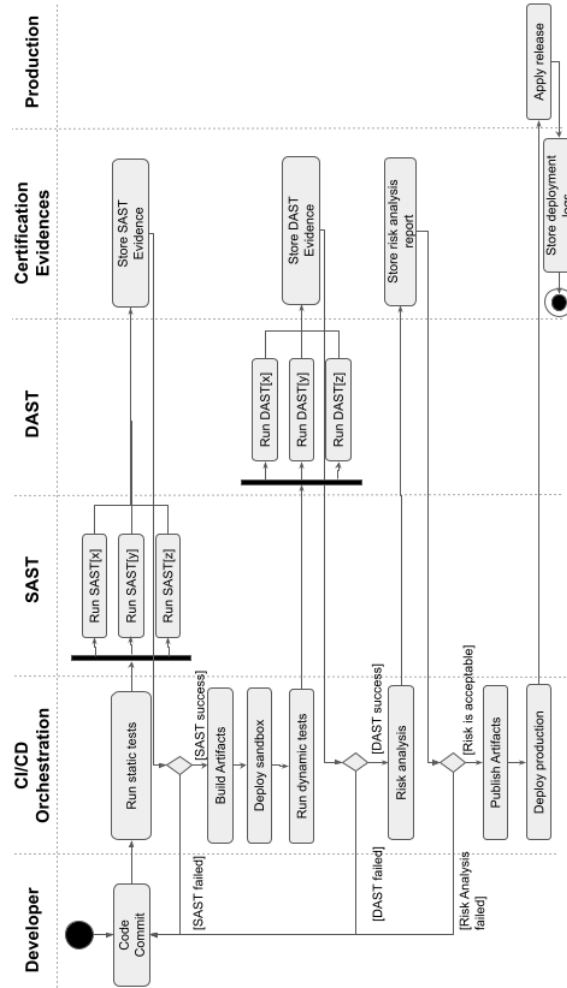 Developer
CI/CD
Orchestration
SAST
DAST
Certification
Evidences
Production
Code
Commit
Run static tests
Run SAST[x]
Run SAST[y]
Run SAST[z]
Store SAST
Evidence
[SAST failed]
[SAST success]
Build Artifacts
Deploy sandbox
Run dynamic tests
Run DAST[x]
Run DAST[y]
Run DAST[z]
Store DAST
Evidence
[DAST failed]
[DAST success]
Risk analysis
Store risk analysis
report
[Risk Analysis
failed]
[Risk is acceptable]
Publish Artifacts
Deploy production
Apply release
Store deployment
logs